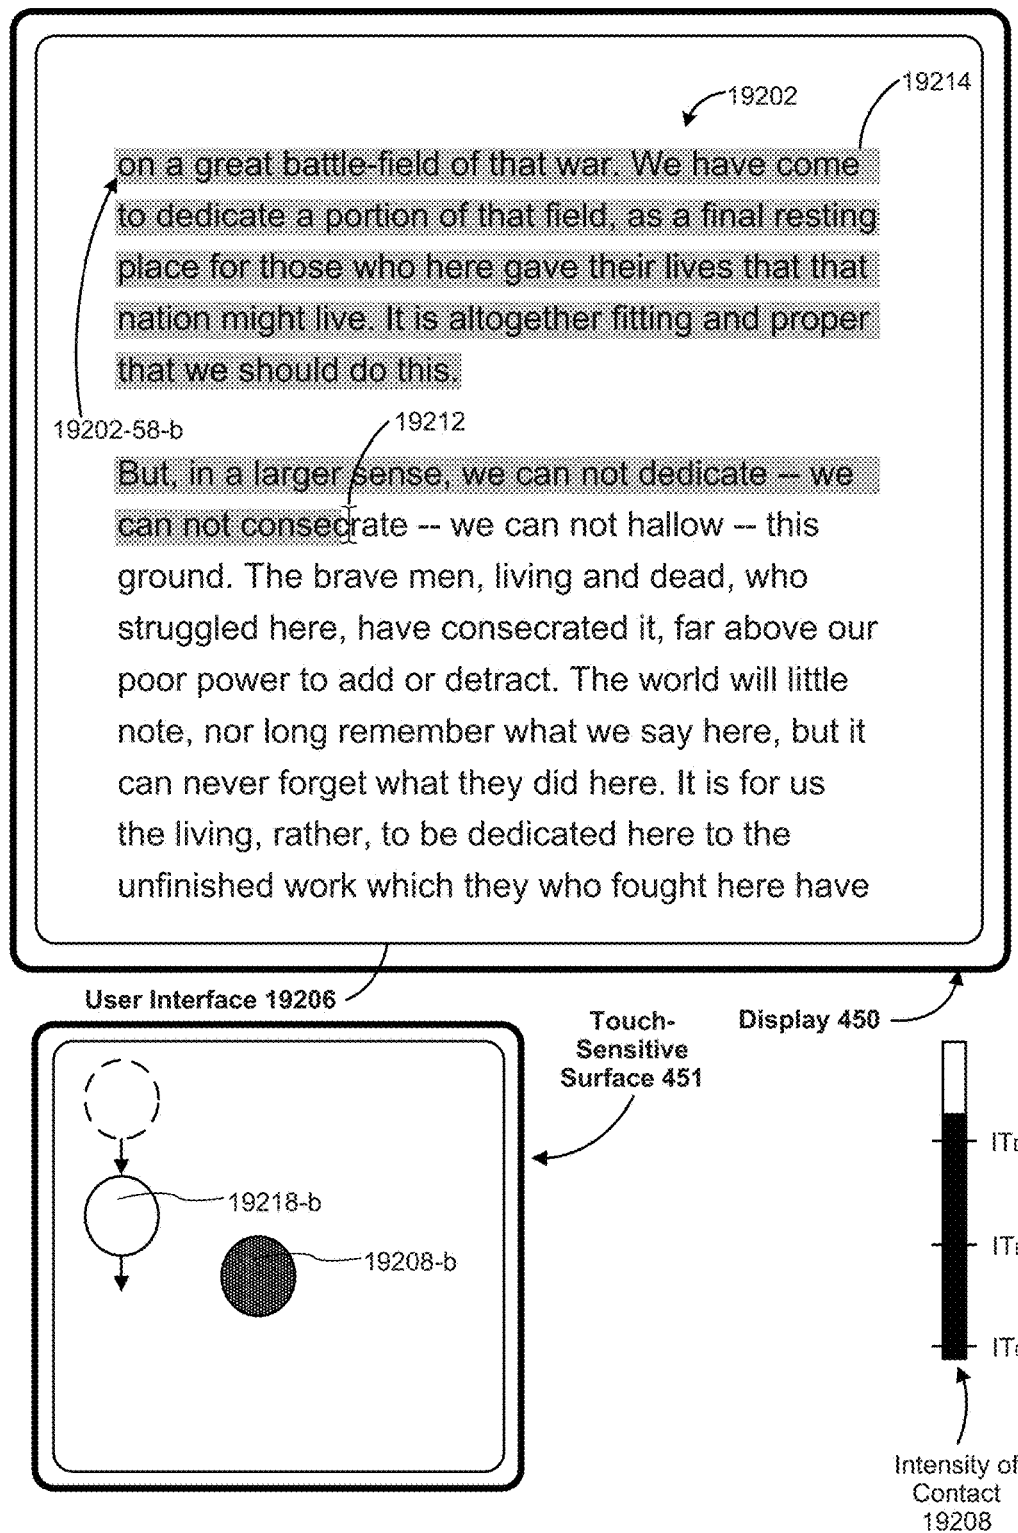 19214
19202
on a great battle-field of that war. We have come
to dedicate a portion of that field, as a final resting
place for those who here gave their lives that that
nation might live. It is altogether fitting and proper
that we should do this.
19202-58-b
19212
But, in a larger sense, we can not dedicate -- we
can not consecrate -- we can not hallow -- this
ground. The brave men, living and dead, who
struggled here, have consecrated it, far above our
poor power to add or detract. The world will little
note, nor long remember what we say here, but it
can never forget what they did here. It is for us
the living, rather, to be dedicated here to the
unfinished work which they who fought here have
User Interface 19206
Display 450
Touch-
Sensitive
Surface 451
19218-b
19208-b
IT
IT
IT
Intensity of
Contact
19208